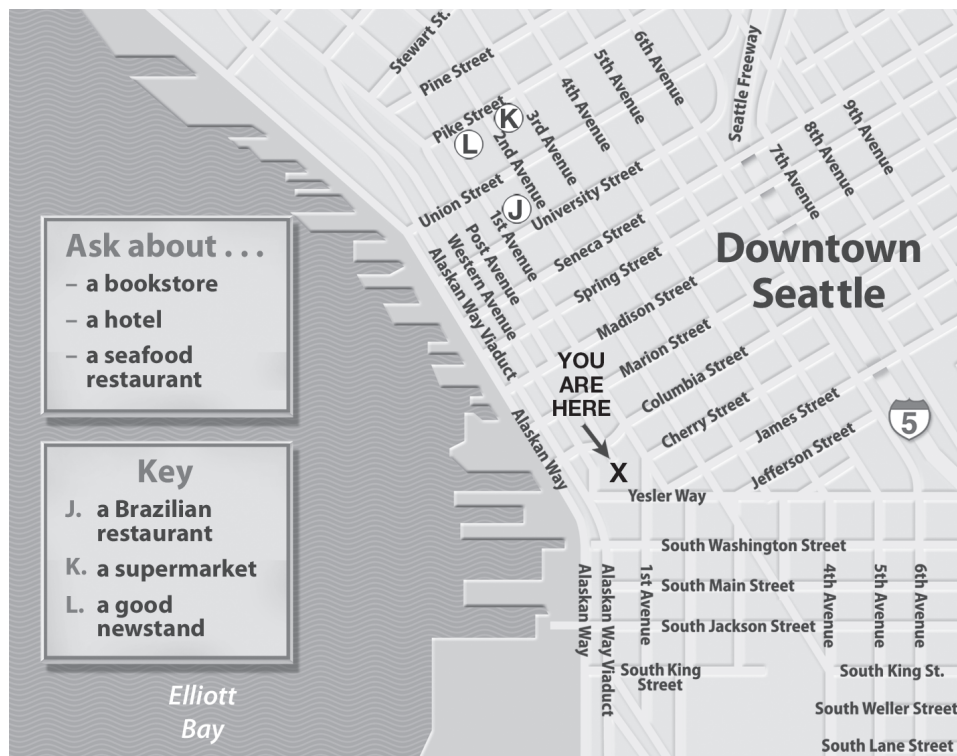 Stewart St.
Pine Street
Pike Street
Union Street
University Street
Seneca Street
Spring Street
Madison Street
Marion Street
Columbia Street
Cherry Street
James Street
Jefferson Street
Yesler Way
6th Avenue
5th Avenue
4th Avenue
3rd Avenue
2nd Avenue
1st Avenue
Post Avenue
Western Avenue
Alaskan Way Viaduct
Alaskan Way
Seattle Freeway
7th Avenue
8th Avenue
9th Avenue
K
L
J
Downtown
Seattle
5
YOU
ARE
HERE
X
Ask about . . .
– a bookstore
– a hotel
– a seafood
restaurant
Key
J. a Brazilian
restaurant
K. a supermarket
L. a good
newstand
Elliott
Bay
South Washington Street
South Main Street
South Jackson Street
South King
Street
South King St.
South Weller Street
South Lane Street
Alaskan Way
Alaskan Way Viaduct
1st Avenue
4th Avenue
5th Avenue
6th Avenue